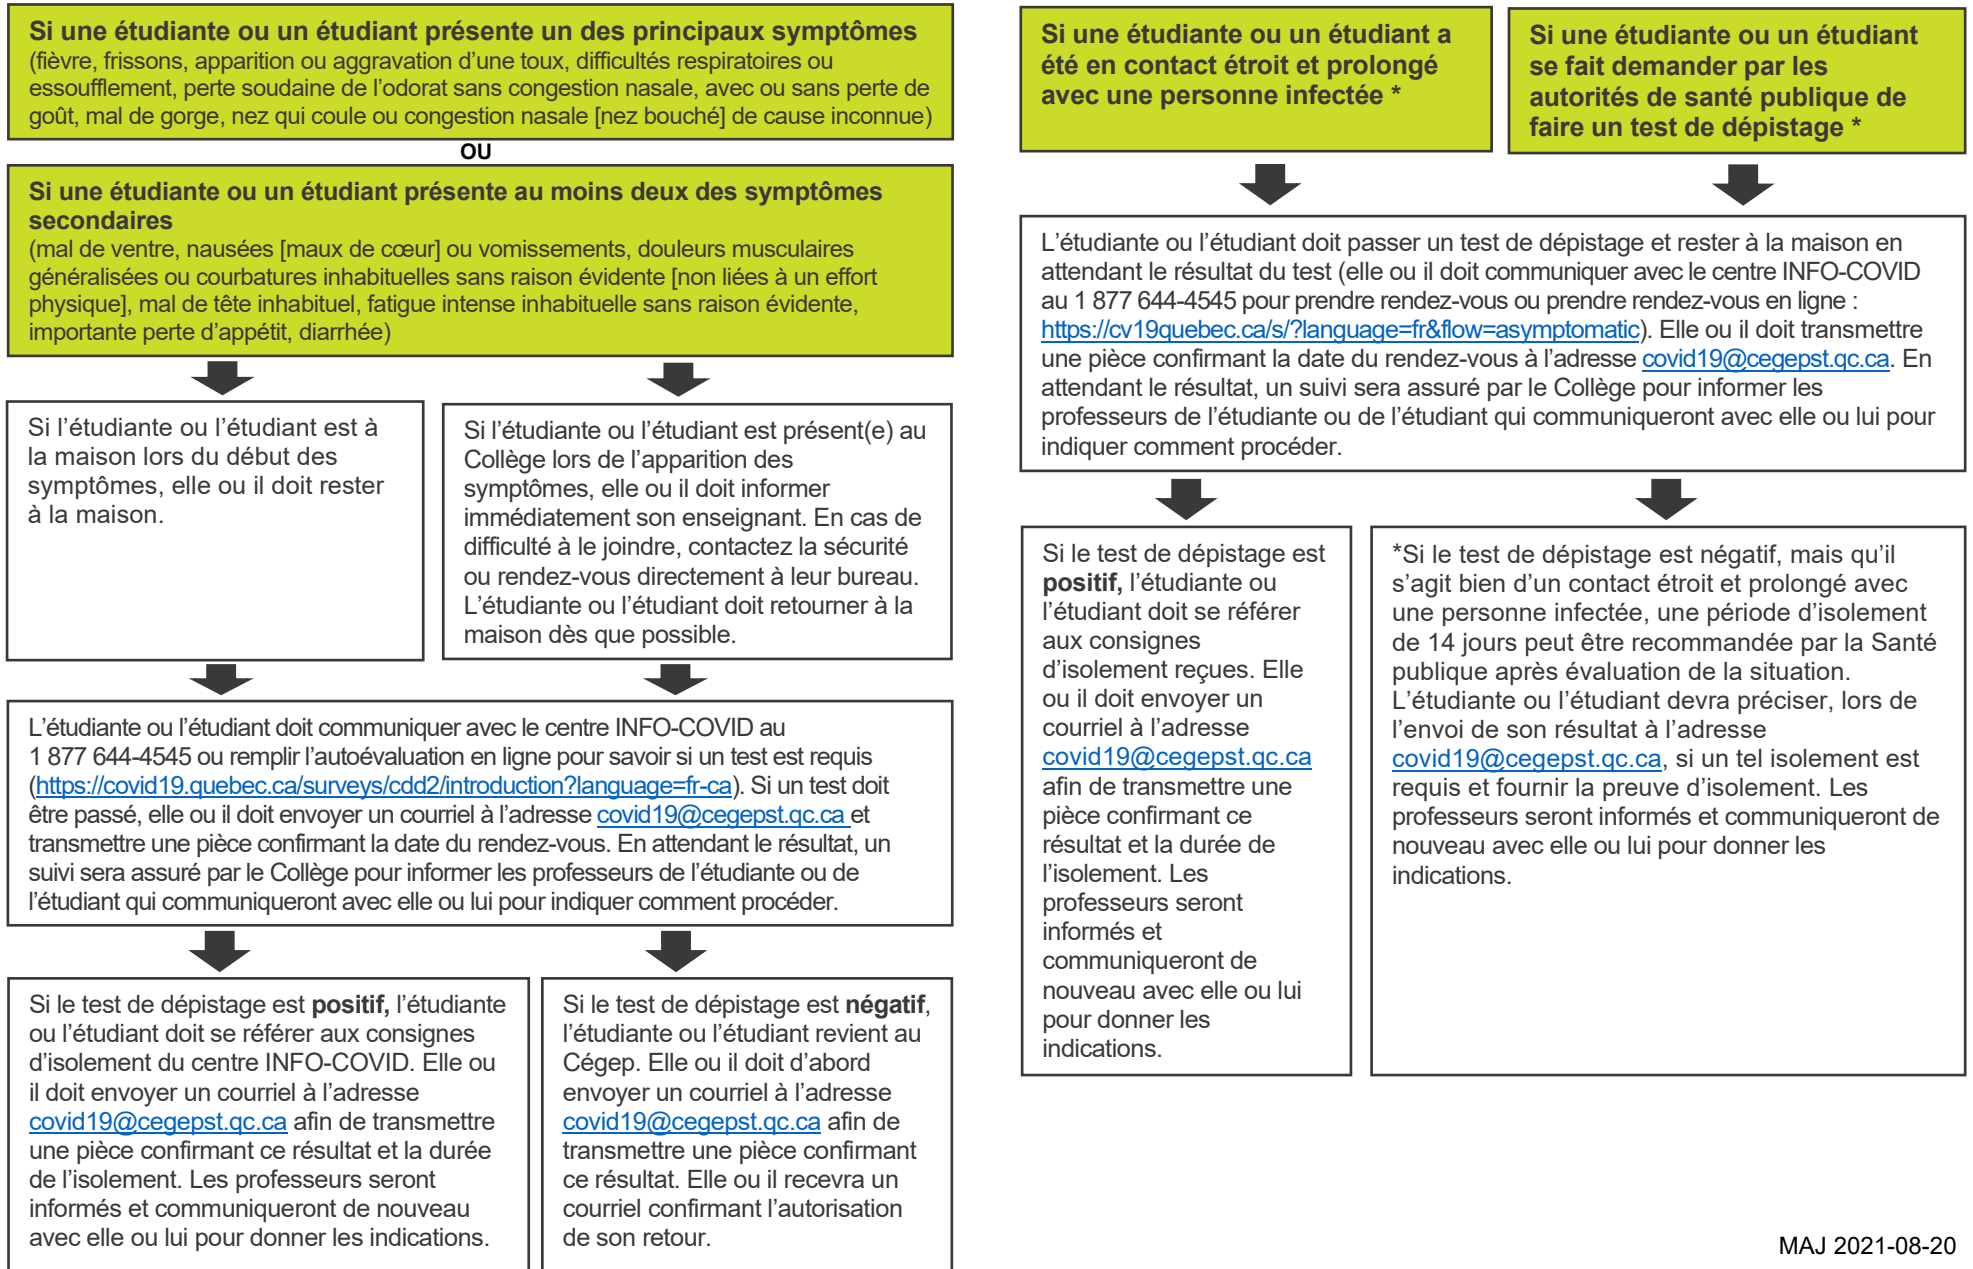 Si une étudiante ou un étudiant présente un des principaux symptômes
(fièvre, frissons, apparition ou aggravation d’une toux, difficultés respiratoires ou
essoufflement, perte soudaine de l’odorat sans congestion nasale, avec ou sans perte de
goût, mal de gorge, nez qui coule ou congestion nasale [nez bouché] de cause inconnue)
OU
Si une étudiante ou un étudiant présente au moins deux des symptômes
secondaires
(mal de ventre, nausées [maux de cœur] ou vomissements, douleurs musculaires
généralisées ou courbatures inhabituelles sans raison évidente [non liées à un effort
physique], mal de tête inhabituel, fatigue intense inhabituelle sans raison évidente,
importante perte d’appétit, diarrhée)
Si l’étudiante ou l’étudiant est à
la maison lors du début des
symptômes, elle ou il doit rester
à la maison.
Si l’étudiante ou l’étudiant est présent(e) au
Collège lors de l’apparition des
symptômes, elle ou il doit informer
immédiatement son enseignant. En cas de
difficulté à le joindre, contactez la sécurité
ou rendez-vous directement à leur bureau.
L’étudiante ou l’étudiant doit retourner à la
maison dès que possible.
L’étudiante ou l’étudiant doit communiquer avec le centre INFO-COVID au
1 877 644-4545 ou remplir l’autoévaluation en ligne pour savoir si un test est requis
(https://covid19.quebec.ca/surveys/cdd2/introduction?language=fr-ca). Si un test doit
être passé, elle ou il doit envoyer un courriel à l’adresse covid19@cegepst.qc.ca et
transmettre une pièce confirmant la date du rendez-vous. En attendant le résultat, un
suivi sera assuré par le Collège pour informer les professeurs de l’étudiante ou de
l’étudiant qui communiqueront avec elle ou lui pour indiquer comment procéder.
Si le test de dépistage est positif, l’étudiante
ou l’étudiant doit se référer aux consignes
d’isolement du centre INFO-COVID. Elle ou
il doit envoyer un courriel à l’adresse
covid19@cegepst.qc.ca afin de transmettre
une pièce confirmant ce résultat et la durée
de l’isolement. Les professeurs seront
informés et communiqueront de nouveau
avec elle ou lui pour donner les indications.
Si le test de dépistage est négatif,
l’étudiante ou l’étudiant revient au
Cégep. Elle ou il doit d’abord
envoyer un courriel à l’adresse
covid19@cegepst.qc.ca afin de
transmettre une pièce confirmant
ce résultat. Elle ou il recevra un
courriel confirmant l’autorisation
de son retour.
Si une étudiante ou un étudiant a
été en contact étroit et prolongé
avec une personne infectée *
Si une étudiante ou un étudiant
se fait demander par les
autorités de santé publique de
faire un test de dépistage *
L’étudiante ou l’étudiant doit passer un test de dépistage et rester à la maison en
attendant le résultat du test (elle ou il doit communiquer avec le centre INFO-COVID
au 1 877 644-4545 pour prendre rendez-vous ou prendre rendez-vous en ligne :
https://cv19quebec.ca/s/?language=fr&flow=asymptomatic). Elle ou il doit transmettre
une pièce confirmant la date du rendez-vous à l’adresse covid19@cegepst.qc.ca. En
attendant le résultat, un suivi sera assuré par le Collège pour informer les
professeurs de l’étudiante ou de l’étudiant qui communiqueront avec elle ou lui pour
indiquer comment procéder.
Si le test de dépistage est
positif, l’étudiante ou
l’étudiant doit se référer
aux consignes
d’isolement reçues. Elle
ou il doit envoyer un
courriel à l’adresse
covid19@cegepst.qc.ca
afin de transmettre une
pièce confirmant ce
résultat et la durée de
l’isolement. Les
professeurs seront
informés et
communiqueront de
nouveau avec elle ou lui
pour donner les
indications.
*Si le test de dépistage est négatif, mais qu’il
s’agit bien d’un contact étroit et prolongé avec
une personne infectée, une période d’isolement
de 14 jours peut être recommandée par la Santé
publique après évaluation de la situation.
L’étudiante ou l’étudiant devra préciser, lors de
l’envoi de son résultat à l’adresse
covid19@cegepst.qc.ca, si un tel isolement est
requis et fournir la preuve d’isolement. Les
professeurs seront informés et communiqueront de
nouveau avec elle ou lui pour donner les
indications.
MAJ 2021-08-20